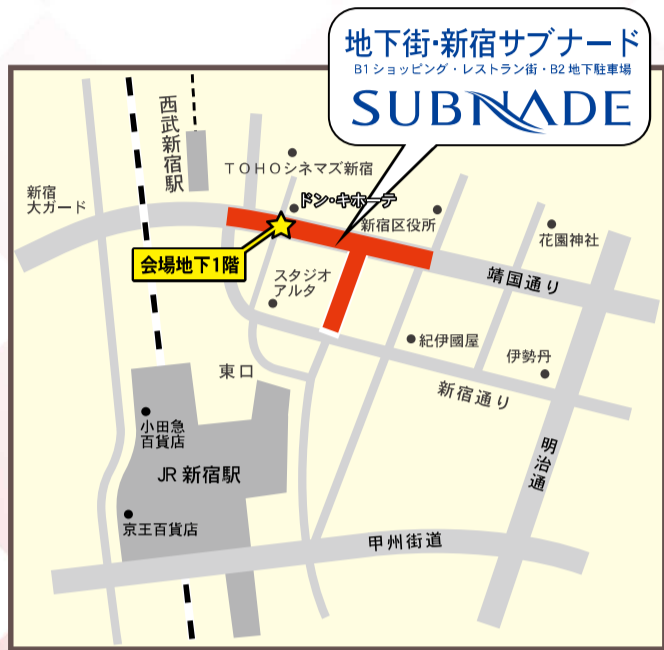 地下街・新宿サブナード
B1 ショッピング・レストラン街・B2 地下駐車場
SUBNADE
西武新宿駅
TOHOシネマズ新宿
新宿
大ガード
ドン・キホーテ
新宿区役所
花園神社
会場地下1階
スタジオ
アルタ
靖国通り
紀伊國屋
伊勢丹
東口
新宿通り
小田急
百貨店
明治通
JR 新宿駅
京王百貨店
甲州街道